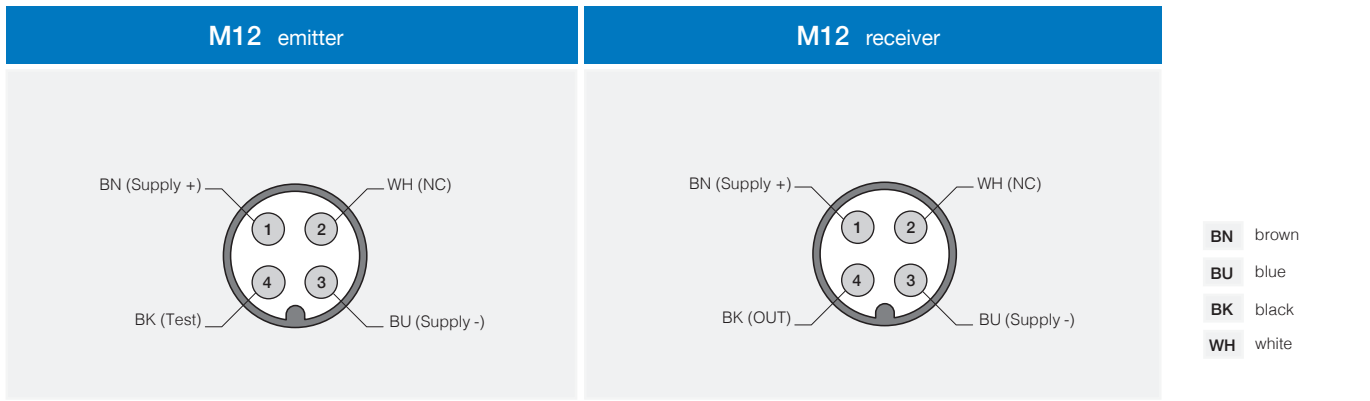 M12 emitter
BN (Supply +)
WH (NC)
1
2
4
3
BK (Test)
BU (Supply -)
M12 receiver
BN (Supply +)
WH (NC)
1
2
4
3
BK (OUT)
BU (Supply -)
BN brown
BU blue
BK black
WH white